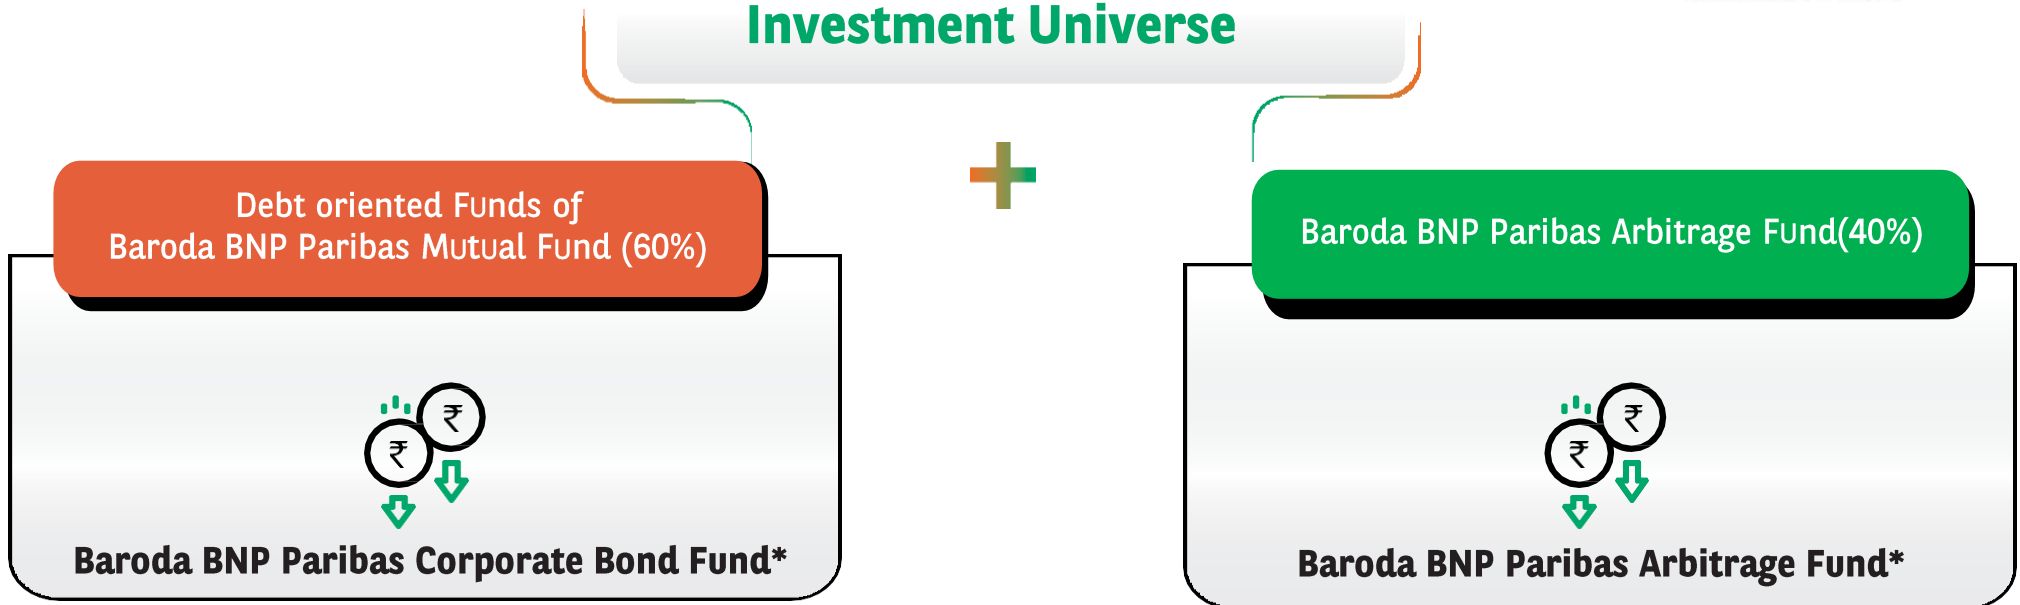 Investment Universe
Debt oriented Funds of
Baroda BNP Paribas Mutual Fund (60%)
Baroda BNP Paribas Arbitrage Fund(40%)
₹
₹
₹
₹
Baroda BNP Paribas Corporate Bond Fund*
Baroda BNP Paribas Arbitrage Fund*